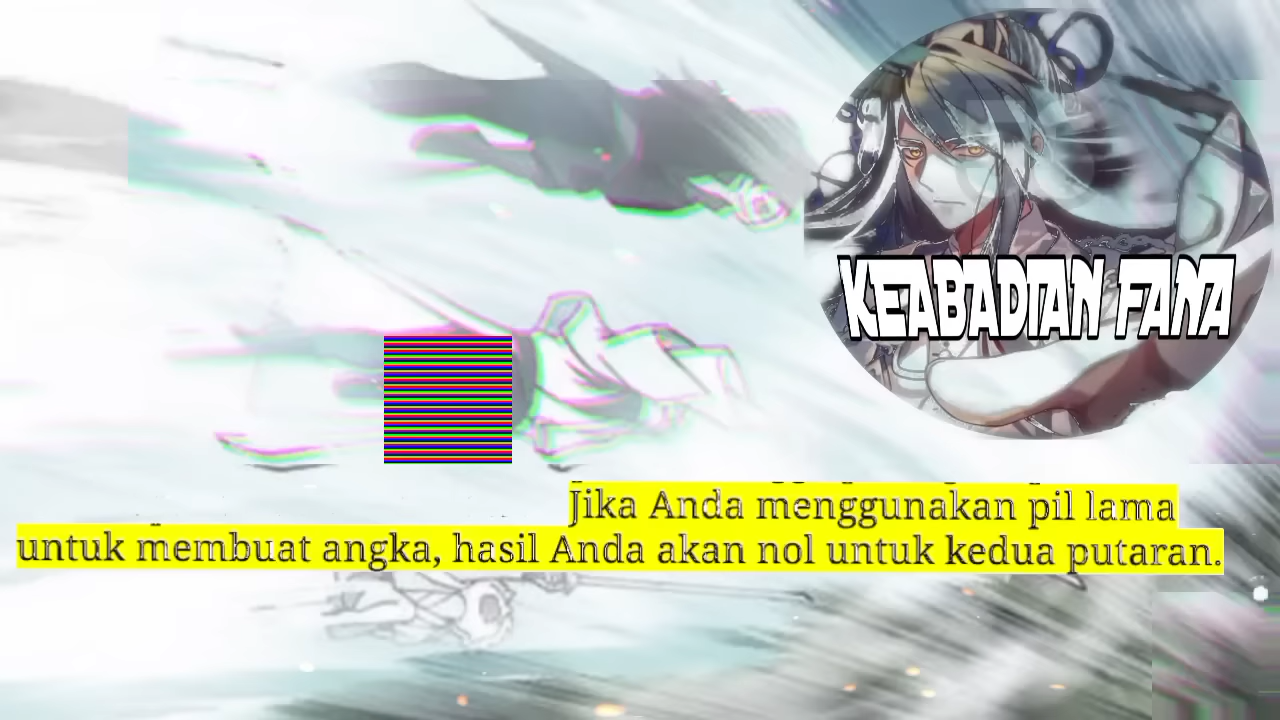 KEABADIAN FANA
Jika Anda menggunakan pil lama
untuk membuat angka, hasil Anda akan nol untuk kedua putaran.